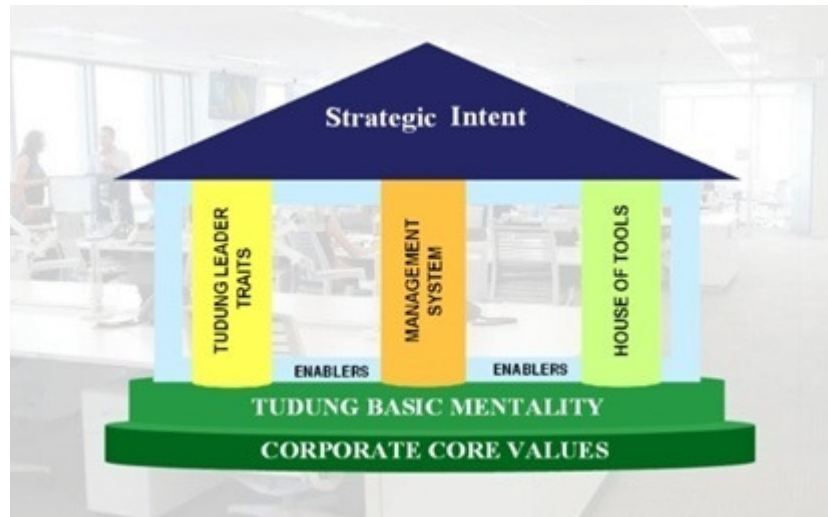 Strategic Intent
TUDUNG LEADER
TRAITS
MANAGEMENT
SYSTEM
HOUSE OF TOOLS
ENABLERS
ENABLERS
TUDUNG BASIC MENTALITY
CORPORATE CORE VALUES